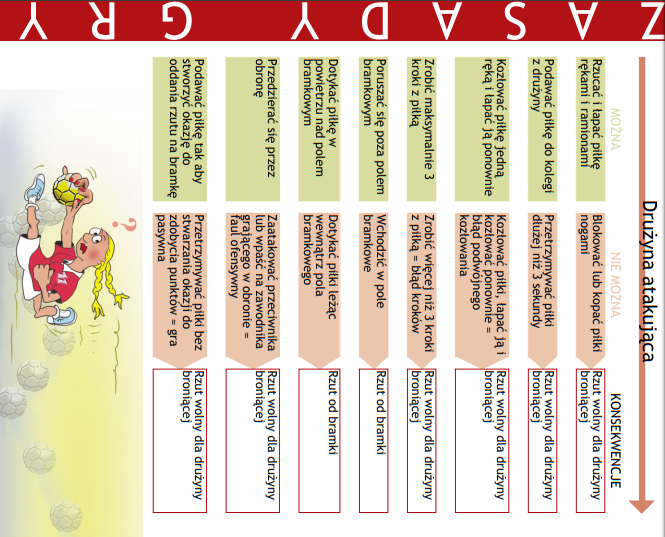 ZASADY GRY
Drużyna atakująca
MOŻNA
NIE MOŻNA
KONSEKWENCJE
Rzucać i łapać piłkę
rękami i ramionami
Blokować lub kopać piłki
nogami
Rzut wolny dla drużyny
broniącej
Podawać piłkę do kolegi
z drużyny
Przetrzymywać piłki
dłużej niż 3 sekundy
Rzut wolny dla drużyny
broniącej
Kozłować piłkę jedną
ręką i łapać ją ponownie
Kozłować piłki, łapać ją i
kozłować ponownie =
błąd podwójnego
kozłowania
Rzut wolny dla drużyny
broniącej
Zrobić maksymalnie 3
kroki z piłką
Zrobić więcej niż 3 kroki
z piłką = błąd kroków
Rzut wolny dla drużyny
broniącej
Poruszać się poza polem
bramkowym
Wchodzić w pole
bramkowe
Rzut od bramki
Dotykać piłkę w
powietrzu nad polem
bramkowym
Dotykać piłki leżąc
wewnątrz pola
bramkowego
Rzut od bramki
Przedzierać się przez
obronę
Zaatakować przeciwnika
lub wpaść na zawodnika
grającego w obronie =
faul ofensywny
Rzut wolny dla drużyny
broniącej
Podawać piłkę tak aby
stworzyć okazję do
oddania rzutu na bramkę
Przetrzymywać piłki bez
stwarzania okazji do
zdobycia punktów = gra
pasywna
Rzut wolny dla drużyny
broniącej
?
11